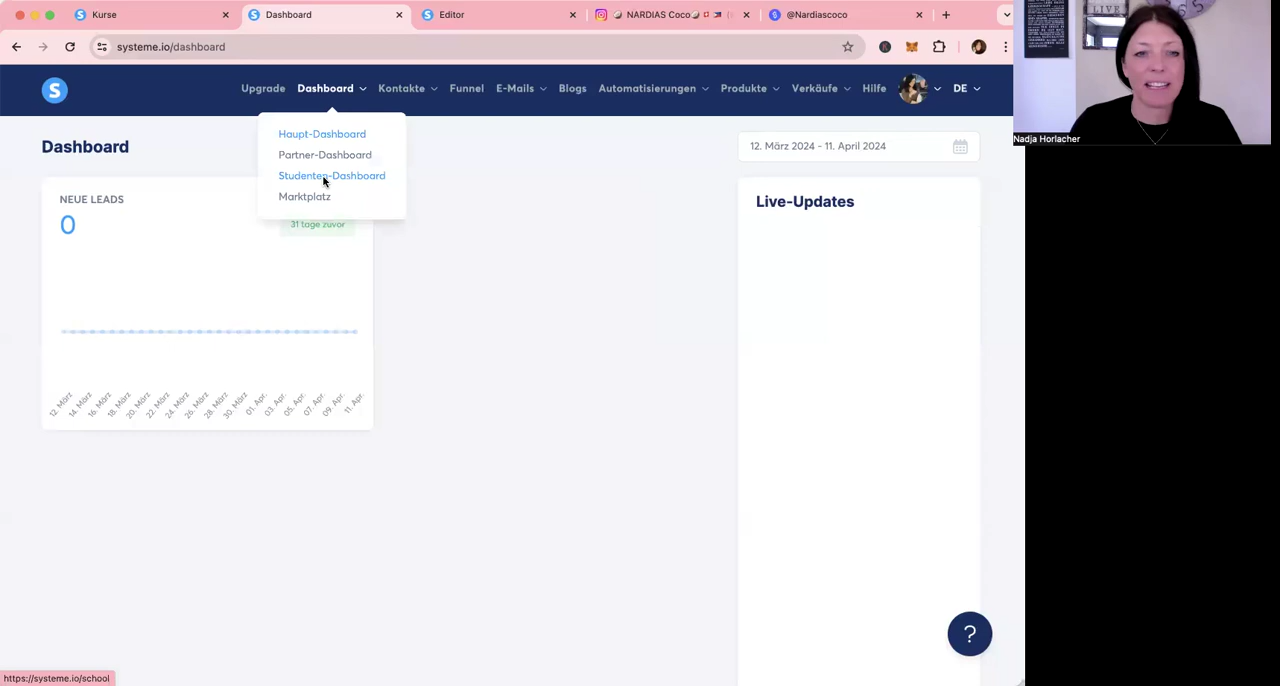 Kurse
Dashboard
Editor
NARDIAS Coco
@Nardiascoco
systeme.io/dashboard
S
Upgrade
Dashboard
Kontakte
Funnel
E-Mails
Blogs
Automatisierungen
Produkte
Verkäufe
Hilfe
DE
Haupt-Dashboard
Partner-Dashboard
Studenten-Dashboard
Marktplatz
Dashboard
12. März 2024 - 11. April 2024
NEUE LEADS
0
31 tage zuvor
12. März
14. März
16. März
18. März
20. März
22. März
24. März
26. März
28. März
30. März
01. Apr.
03. Apr.
05. Apr.
07. Apr.
09. Apr.
11. Apr.
Live-Updates
?
https://systeme.io/school
LIVE
Nadja Horlacher